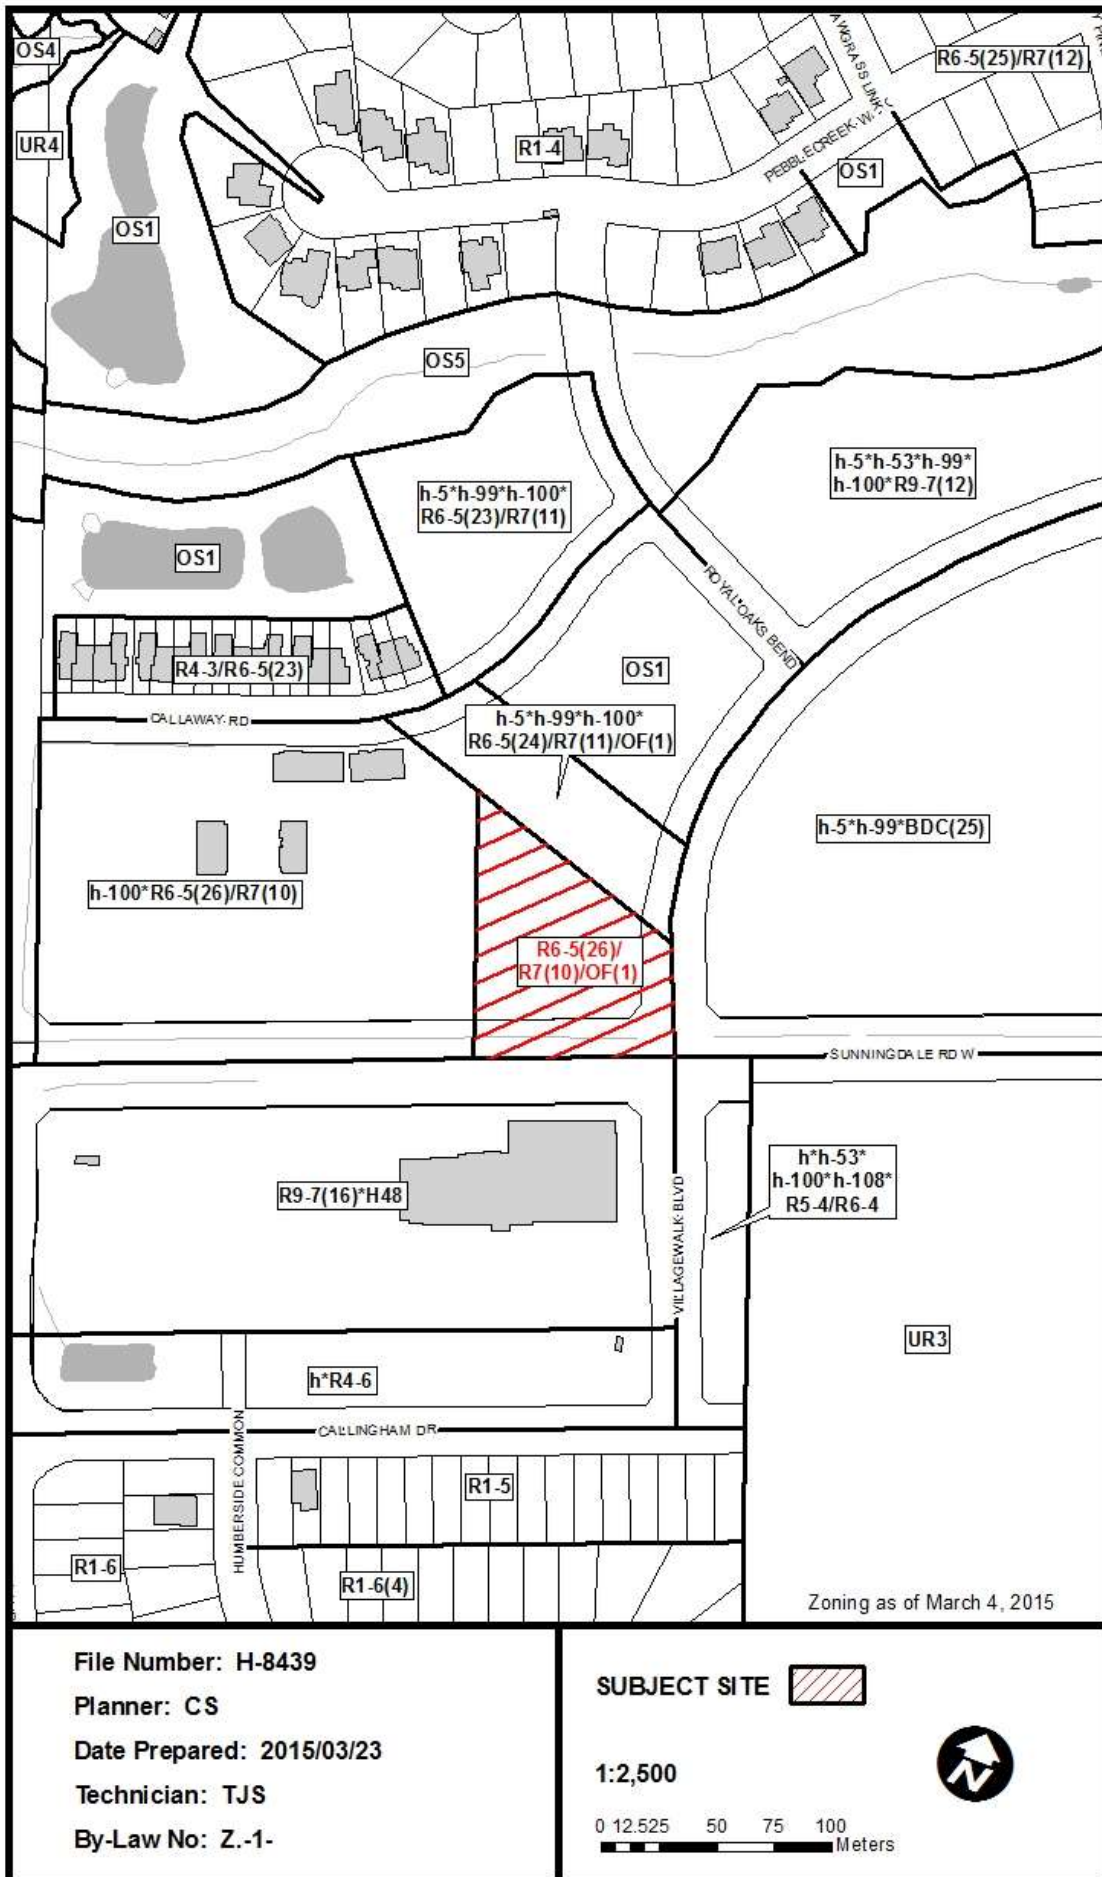 OS4
AWGRASS LINK
R6-5(25)/R7(12)
UR4
R1-4
PEBBLECREEK W
OS1
OS1
OS5
h-5*h-53*h-99*
h-100*R9-7(12)
h-5*h-99*h-100*
R6-5(23)/R7(11)
OS1
ROYAL OAKS BEND
R4-3/R6-5(23)
OS1
CALLAWAY RD
h-5*h-99*h-100*
R6-5(24)/R7(11)/OF(1)
h-5*h-99*BDC(25)
h-100*R6-5(26)/R7(10)
R6-5(26)/
R7(10)/OF(1)
SUNNINGDALE RD W
h*h-53*
h-100*h-108*
R5-4/R6-4
R9-7(16)*H48
VILLAGEWALK BLVD
UR3
h*R4-6
CALLINGHAM DR
HUMBERSIDE COMMON
R1-5
R1-6
R1-6(4)
Zoning as of March 4, 2015
File Number: H-8439
Planner: CS
Date Prepared: 2015/03/23
Technician: TJS
By-Law No: Z.-1-
SUBJECT SITE
1:2,500
N
0 12.525 50 75 100
Meters